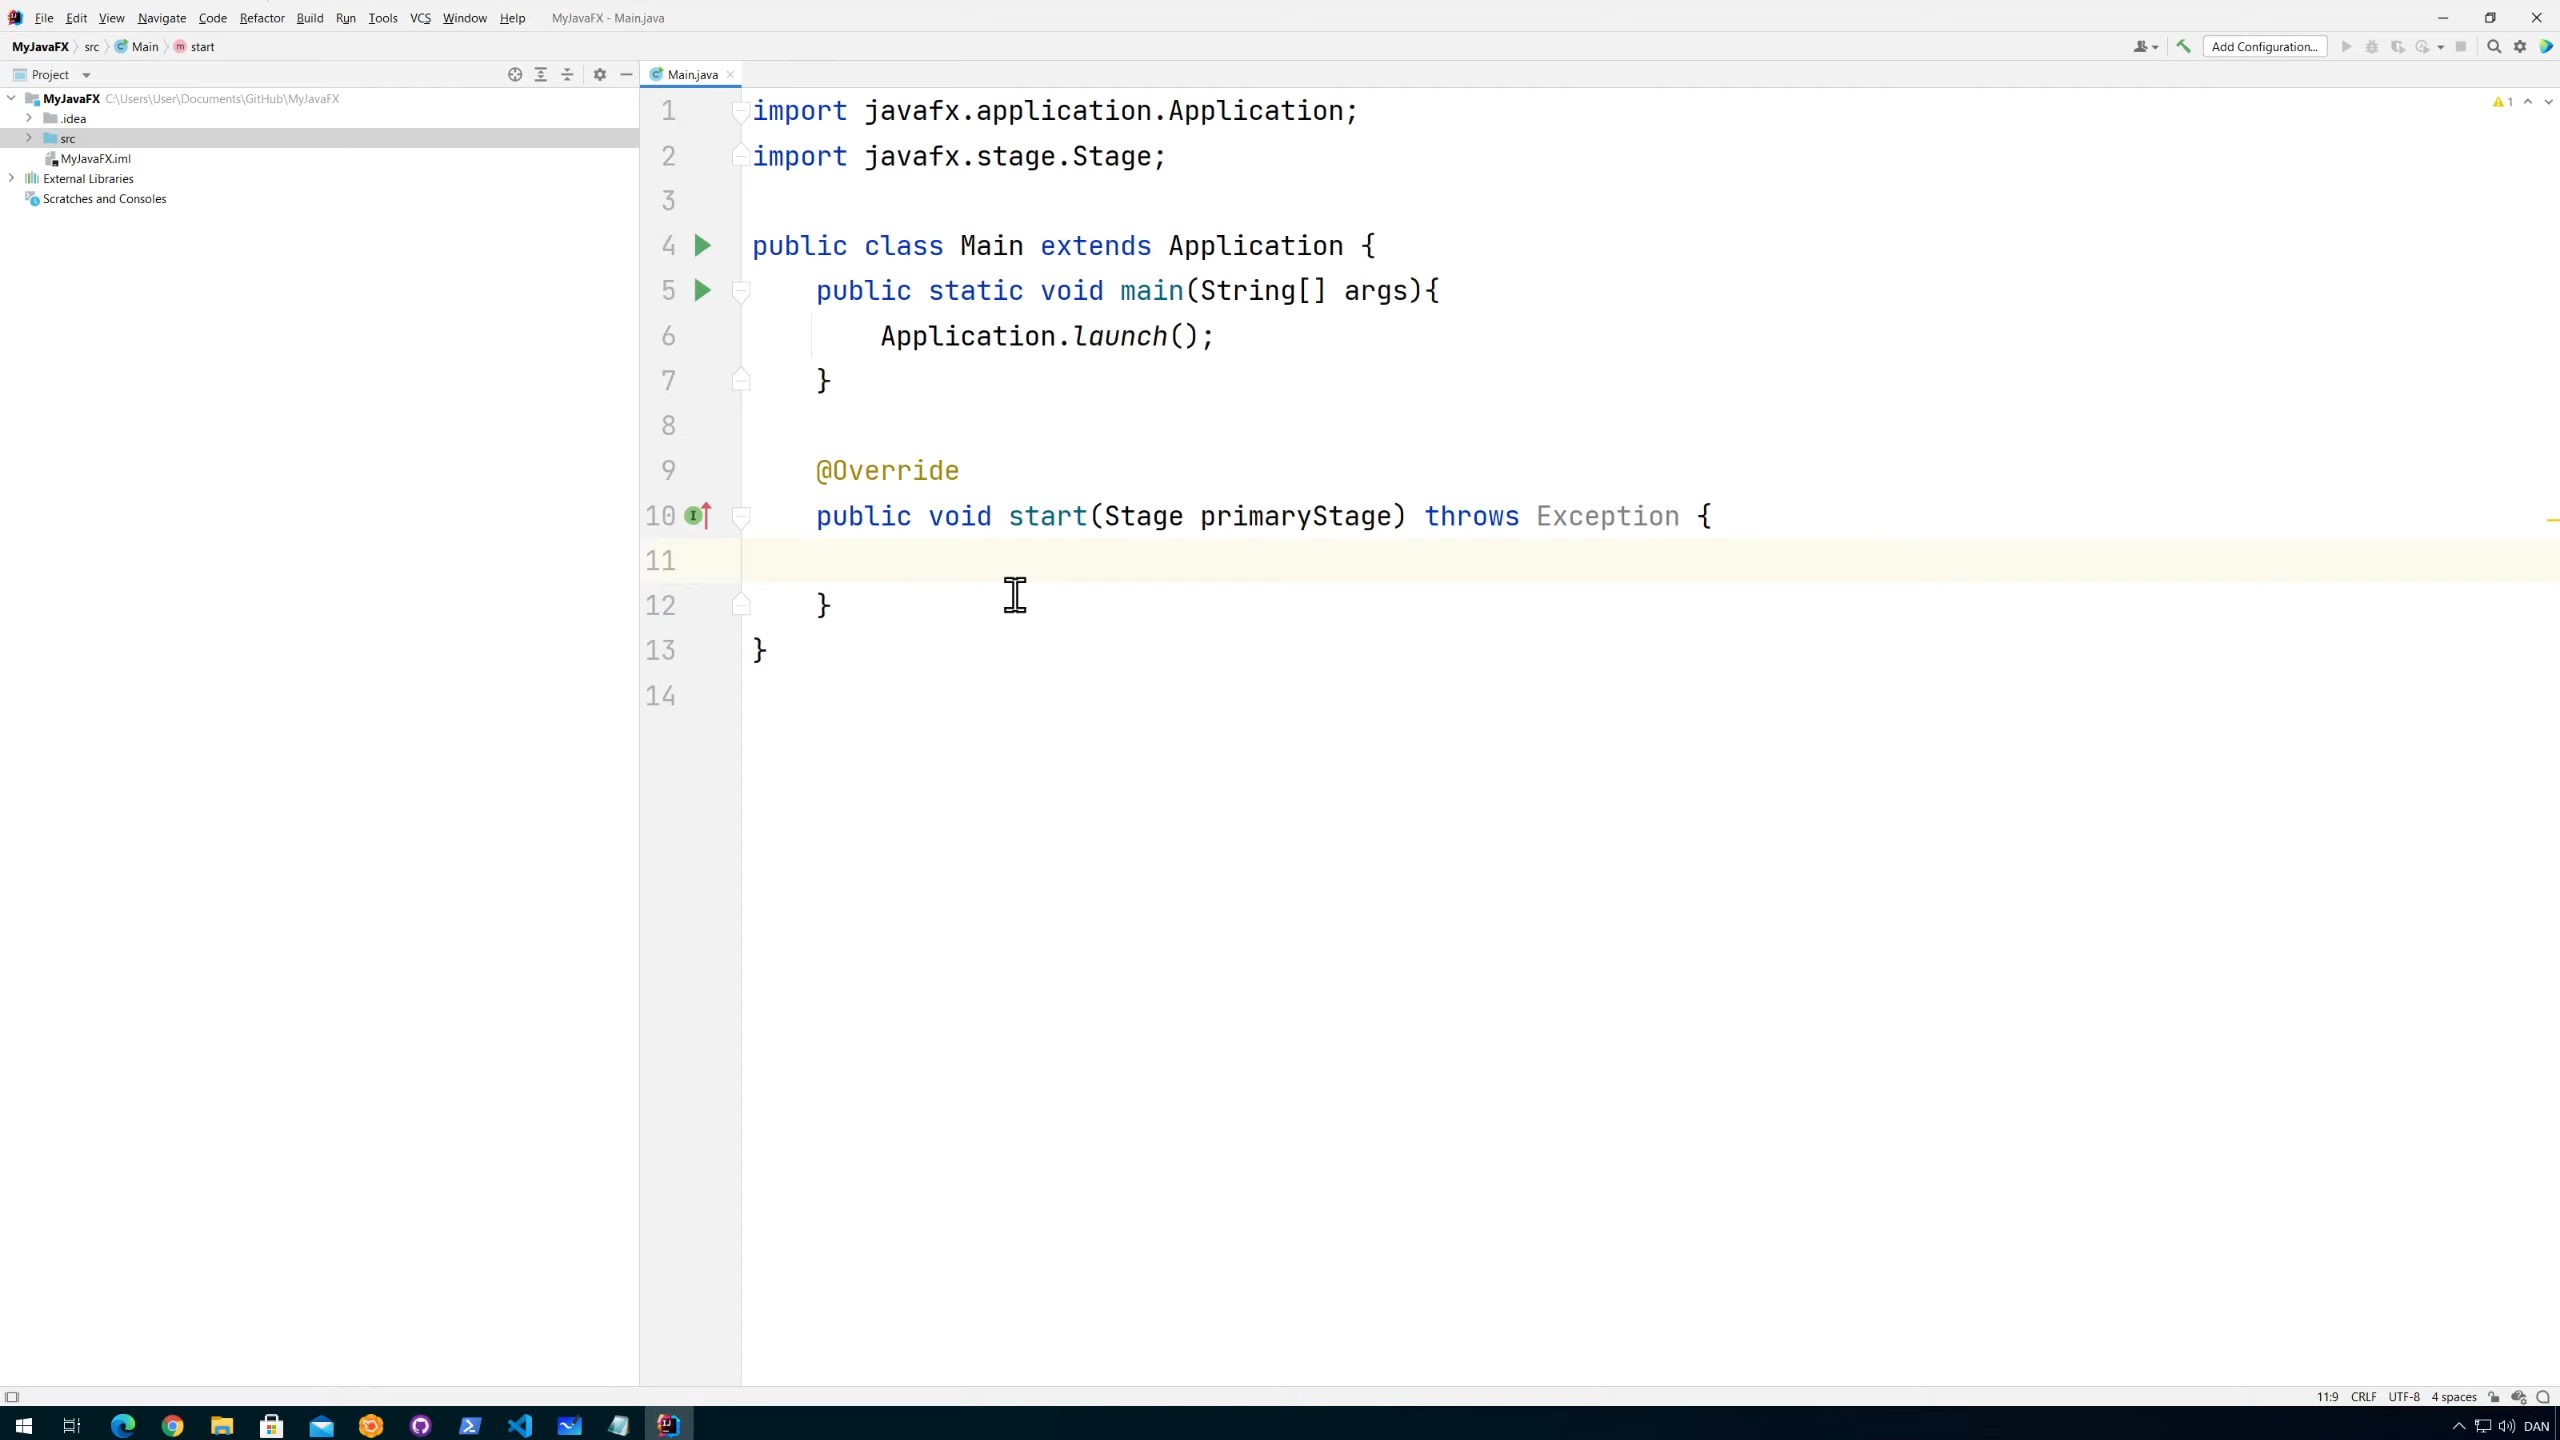 File Edit View Navigate Code Refactor Build Run Tools VCS Window Help MyJavaFX - Main.java
MyJavaFX src Main start Add Configuration...
Project Main.java
MyJavaFX C:\Users\User\Documents\GitHub\MyJavaFX
.idea
src
MyJavaFX.iml
External Libraries
Scratches and Consoles
1
1 import javafx.application.Application;
2 import javafx.stage.Stage;
3
4 public class Main extends Application {
5 public static void main(String[] args){
6 Application.launch();
7 }
8
9 @Override
10 public void start(Stage primaryStage) throws Exception {
11
12 }
13 }
14
11:9 CRLF UTF-8 4 spaces
DAN